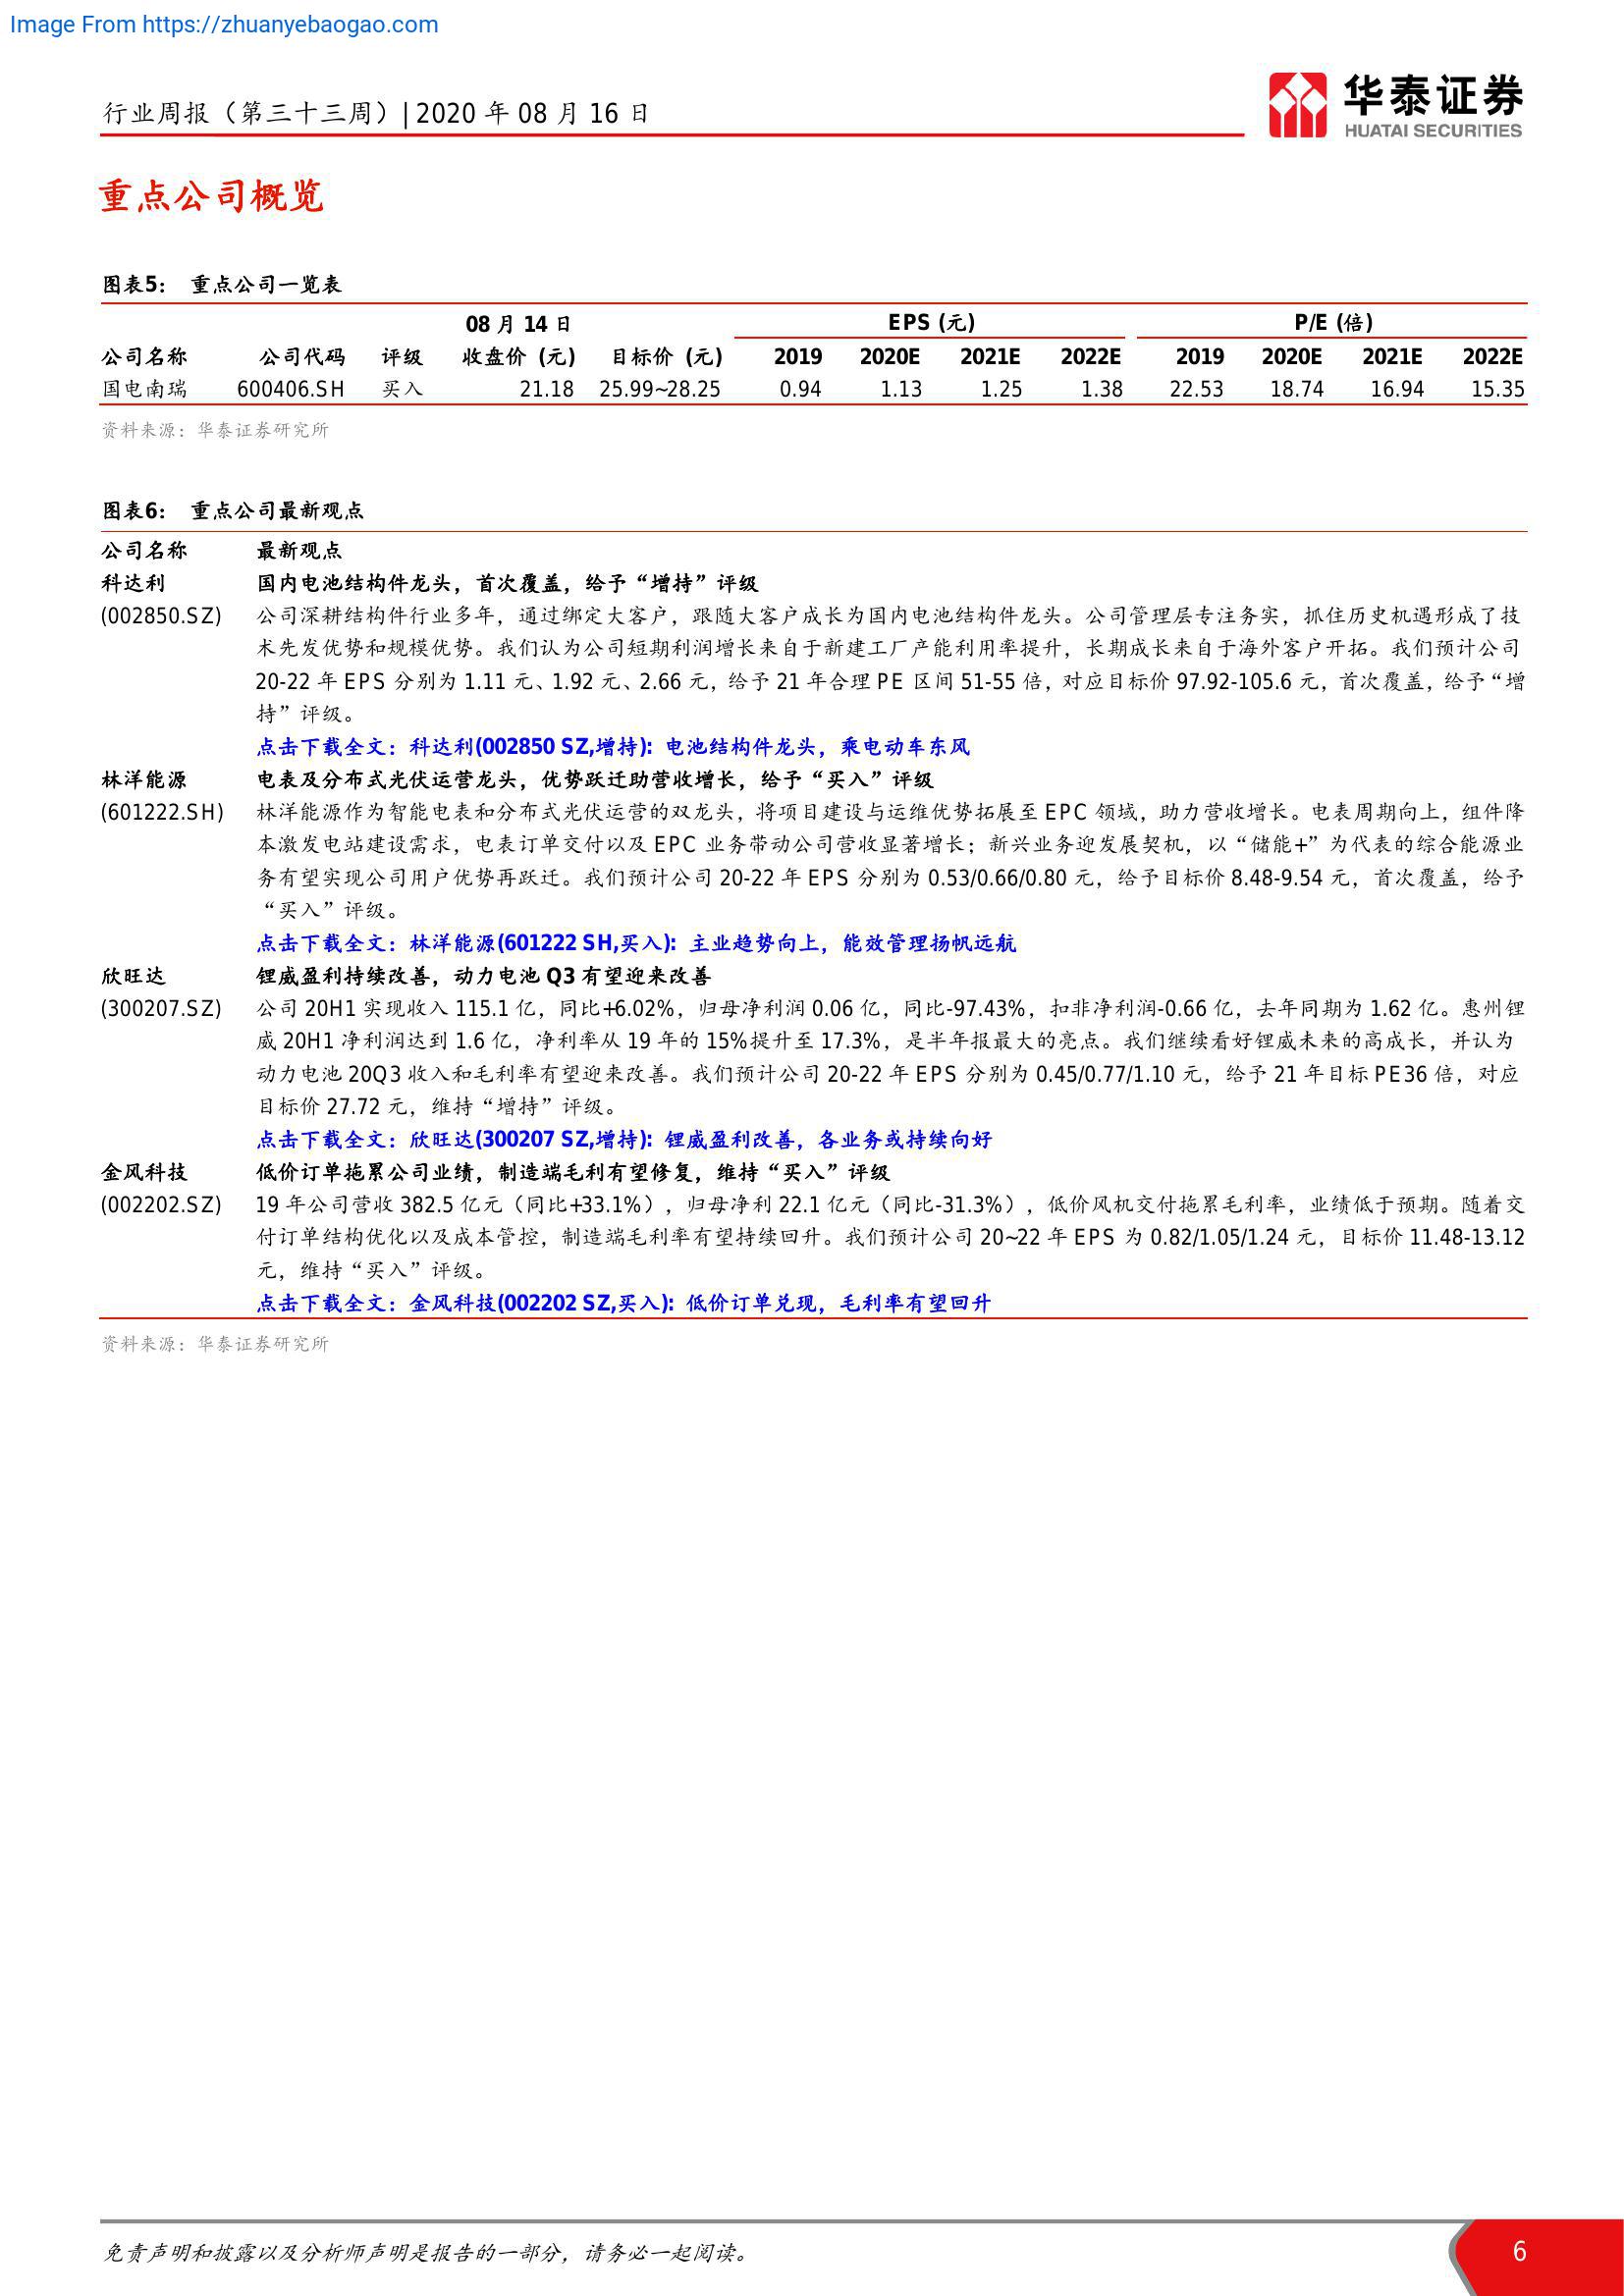 Image From https://zhuanyebaogao.com
行业周报（第三十三周）| 2020 年 08 月 16 日
华泰证券
HUATAI SECURITIES
重点公司概览
图表5： 重点公司一览表
08 月 14 日 EPS (元) P/E (倍)
公司名称 公司代码 评级 收盘价 (元) 目标价 (元) 2019 2020E 2021E 2022E 2019 2020E 2021E 2022E
国电南瑞 600406.SH 买入 21.18 25.99~28.25 0.94 1.13 1.25 1.38 22.53 18.74 16.94 15.35
资料来源：华泰证券研究所
图表6： 重点公司最新观点
公司名称 最新观点
科达利 国内电池结构件龙头，首次覆盖，给予“增持”评级
(002850.SZ) 公司深耕结构件行业多年，通过绑定大客户，跟随大客户成长为国内电池结构件龙头。公司管理层专注务实，抓住历史机遇形成了技
术先发优势和规模优势。我们认为公司短期利润增长来自于新建工厂产能利用率提升，长期成长来自于海外客户开拓。我们预计公司
20-22 年 EPS 分别为 1.11 元、1.92 元、2.66 元，给予 21 年合理 PE 区间 51-55 倍，对应目标价 97.92-105.6 元，首次覆盖，给予“增
持”评级。
点击下载全文：科达利(002850 SZ,增持): 电池结构件龙头，乘电动车东风
林洋能源 电表及分布式光伏运营龙头，优势跃迁助营收增长，给予“买入”评级
(601222.SH) 林洋能源作为智能电表和分布式光伏运营的双龙头，将项目建设与运维优势拓展至 EPC 领域，助力营收增长。电表周期向上，组件降
本激发电站建设需求，电表订单交付以及 EPC 业务带动公司营收显著增长；新兴业务迎发展契机，以“储能+”为代表的综合能源业
务有望实现公司用户优势再跃迁。我们预计公司 20-22 年 EPS 分别为 0.53/0.66/0.80 元，给予目标价 8.48-9.54 元，首次覆盖，给予
“买入”评级。
点击下载全文：林洋能源(601222 SH,买入): 主业趋势向上，能效管理扬帆远航
欣旺达 锂威盈利持续改善，动力电池 Q3 有望迎来改善
(300207.SZ) 公司 20H1 实现收入 115.1 亿，同比+6.02%，归母净利润 0.06 亿，同比-97.43%，扣非净利润-0.66 亿，去年同期为 1.62 亿。惠州锂
威 20H1 净利润达到 1.6 亿，净利率从 19 年的 15%提升至 17.3%，是半年报最大的亮点。我们继续看好锂威未来的高成长，并认为
动力电池 20Q3 收入和毛利率有望迎来改善。我们预计公司 20-22 年 EPS 分别为 0.45/0.77/1.10 元，给予 21 年目标 PE36 倍，对应
目标价 27.72 元，维持“增持”评级。
点击下载全文：欣旺达(300207 SZ,增持): 锂威盈利改善，各业务或持续向好
金风科技 低价订单拖累公司业绩，制造端毛利有望修复，维持“买入”评级
(002202.SZ) 19 年公司营收 382.5 亿元（同比+33.1%），归母净利 22.1 亿元（同比-31.3%），低价风机交付拖累毛利率，业绩低于预期。随着交
付订单结构优化以及成本管控，制造端毛利率有望持续回升。我们预计公司 20~22 年 EPS 为 0.82/1.05/1.24 元，目标价 11.48-13.12
元，维持“买入”评级。
点击下载全文：金风科技(002202 SZ,买入): 低价订单兑现，毛利率有望回升
资料来源：华泰证券研究所
免责声明和披露以及分析师声明是报告的一部分，请务必一起阅读。 6